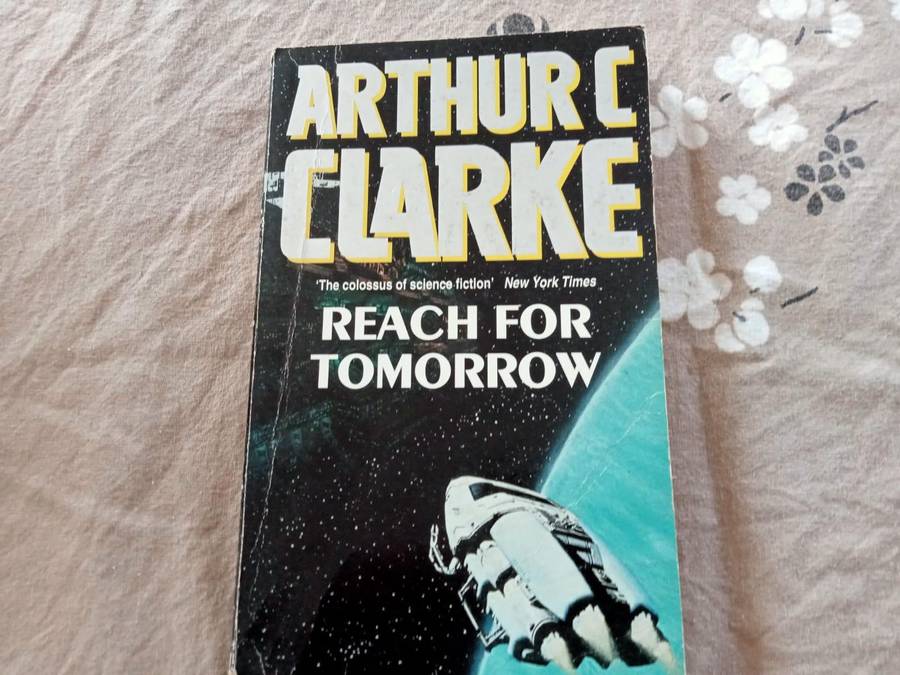 ARTHUR C
CLARKE
'The colossus of science fiction' New York Times
REACH FOR
TOMORROW